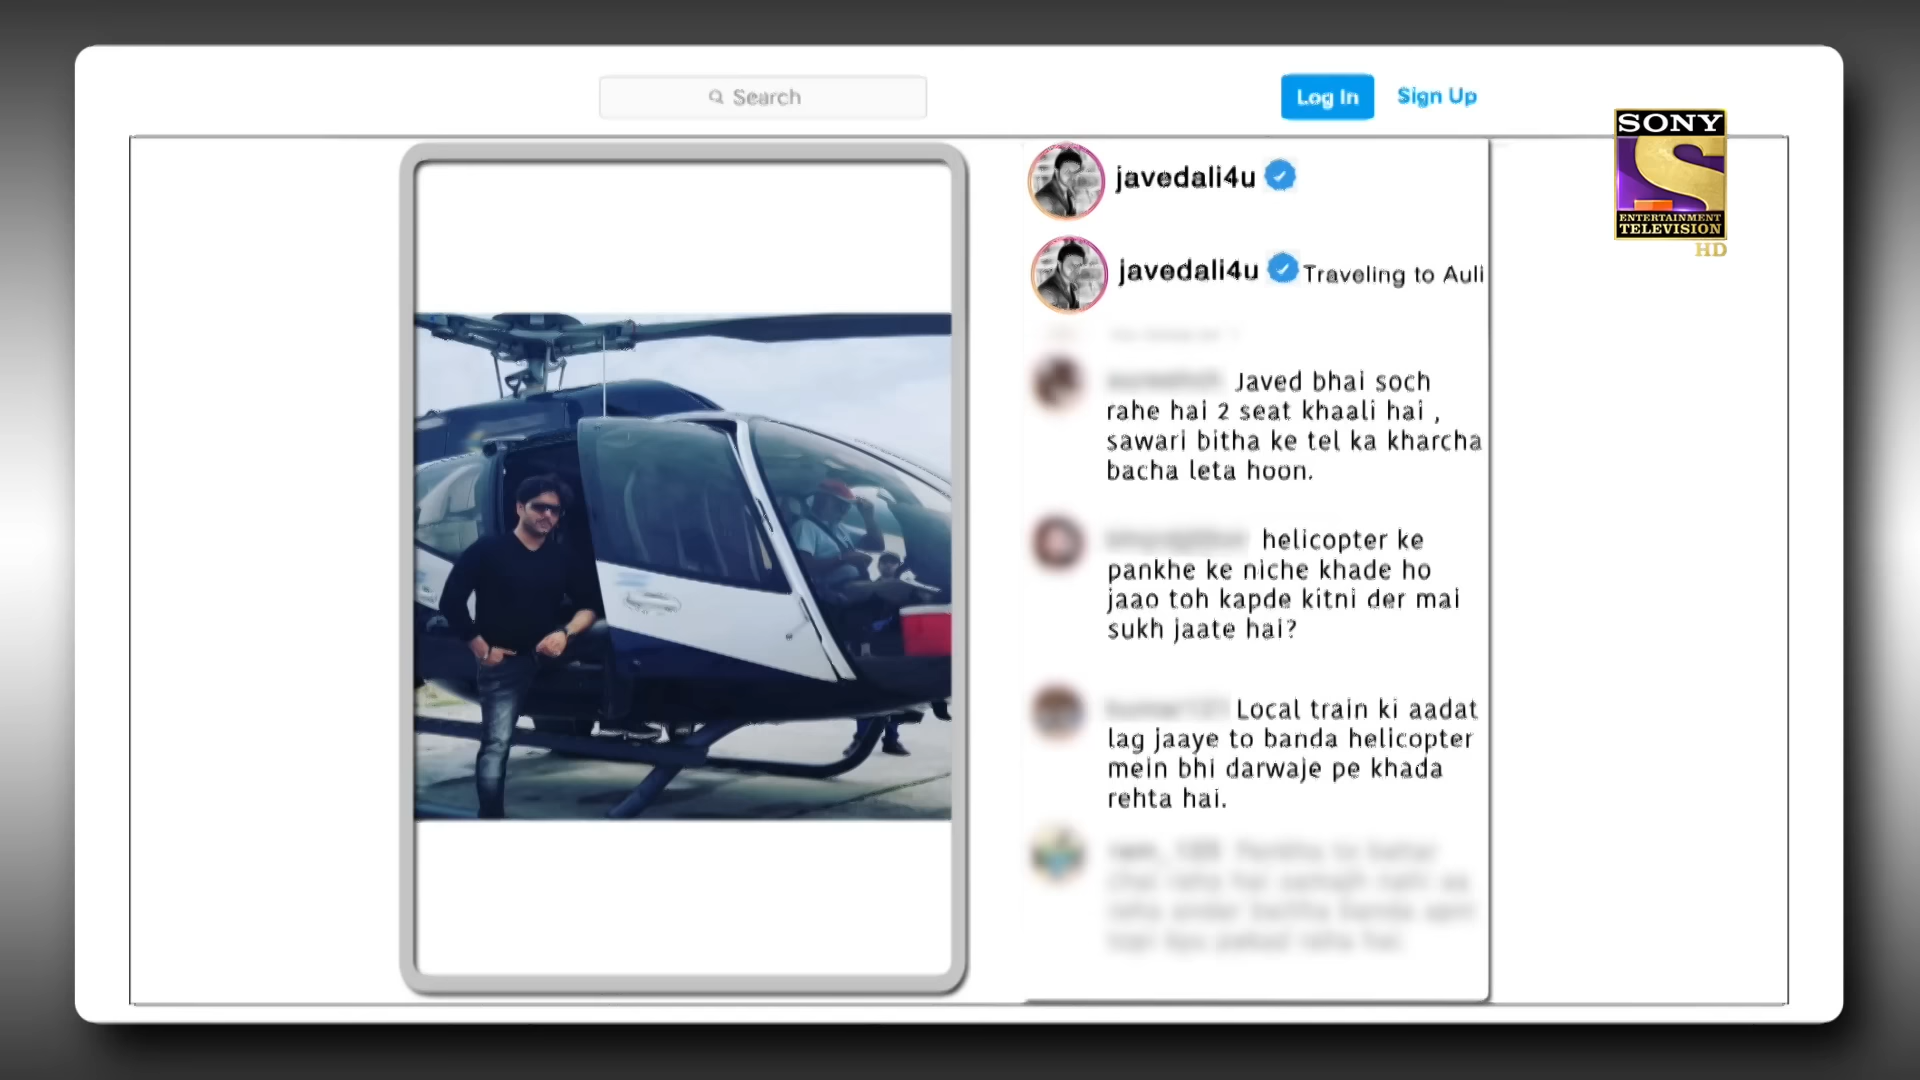 Search
Log In
Sign Up
SONY
ENTERTAINMENT
TELEVISION
HD
javedali4u
javedali4u Traveling to Auli
Javed bhai soch
rahe hai 2 seat khaali hai ,
sawari bitha ke tel ka kharcha
bacha leta hoon.
helicopter ke
pankhe ke niche khade ho
jaao toh kapde kitni der mai
sukh jaate hai?
Local train ki aadat
lag jaaye to banda helicopter
mein bhi darwaje pe khada
rehta hai.